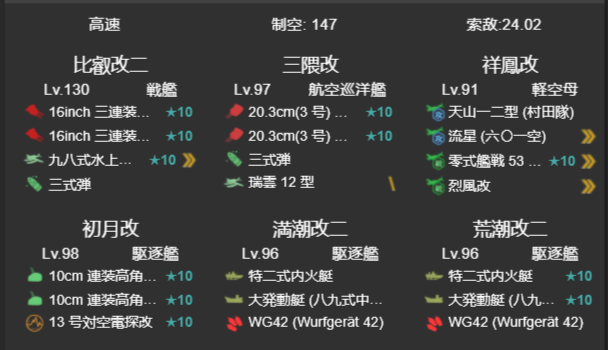 高速 制空: 147 索敌:24.02
比叡改二 三隈改 祥鳳改
Lv.130 戦艦 Lv.97 航空巡洋艦 Lv.91 軽空母
16inch 三連装... ★10 20.3cm(3 号) ... ★10 天山一二型 (村田隊)
16inch 三連装... ★10 20.3cm(3 号) ... ★10 流星 (六〇一空)
九八式水上... ★10 三式弾 零式艦戦 53 ... ★10
三式弾 瑞雲 12 型 烈風改
初月改 満潮改二 荒潮改二
Lv.98 駆逐艦 Lv.96 駆逐艦 Lv.96 駆逐艦
10cm 連装高角... ★10 特二式内火艇 特二式内火艇 ★10
10cm 連装高角... ★10 大発動艇 (八九式中... 大発動艇 (八九... ★10
13 号対空電探改 ★10 WG42 (Wurfgerät 42) WG42 (Wurfgerät 42)